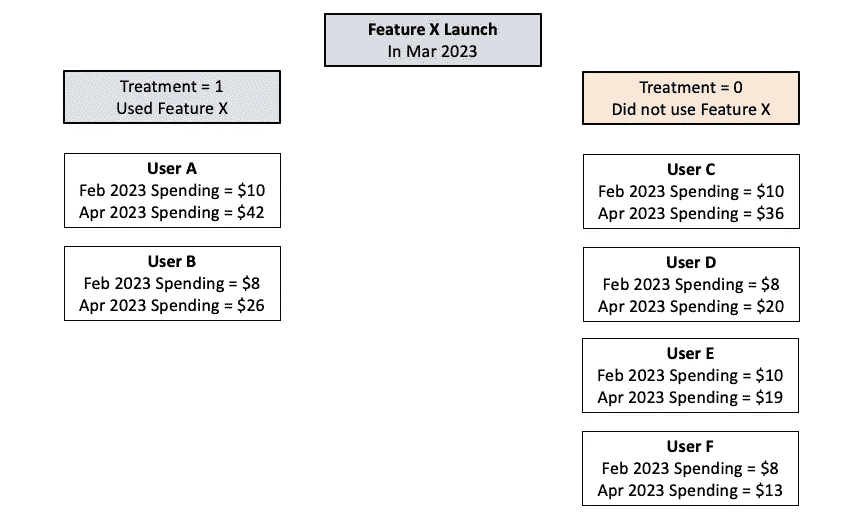 Feature X Launch
In Mar 2023
Treatment = 1
Used Feature X
Treatment = 0
Did not use Feature X
User A
Feb 2023 Spending = $10
Apr 2023 Spending = $42
User B
Feb 2023 Spending = $8
Apr 2023 Spending = $26
User C
Feb 2023 Spending = $10
Apr 2023 Spending = $36
User D
Feb 2023 Spending = $8
Apr 2023 Spending = $20
User E
Feb 2023 Spending = $10
Apr 2023 Spending = $19
User F
Feb 2023 Spending = $8
Apr 2023 Spending = $13